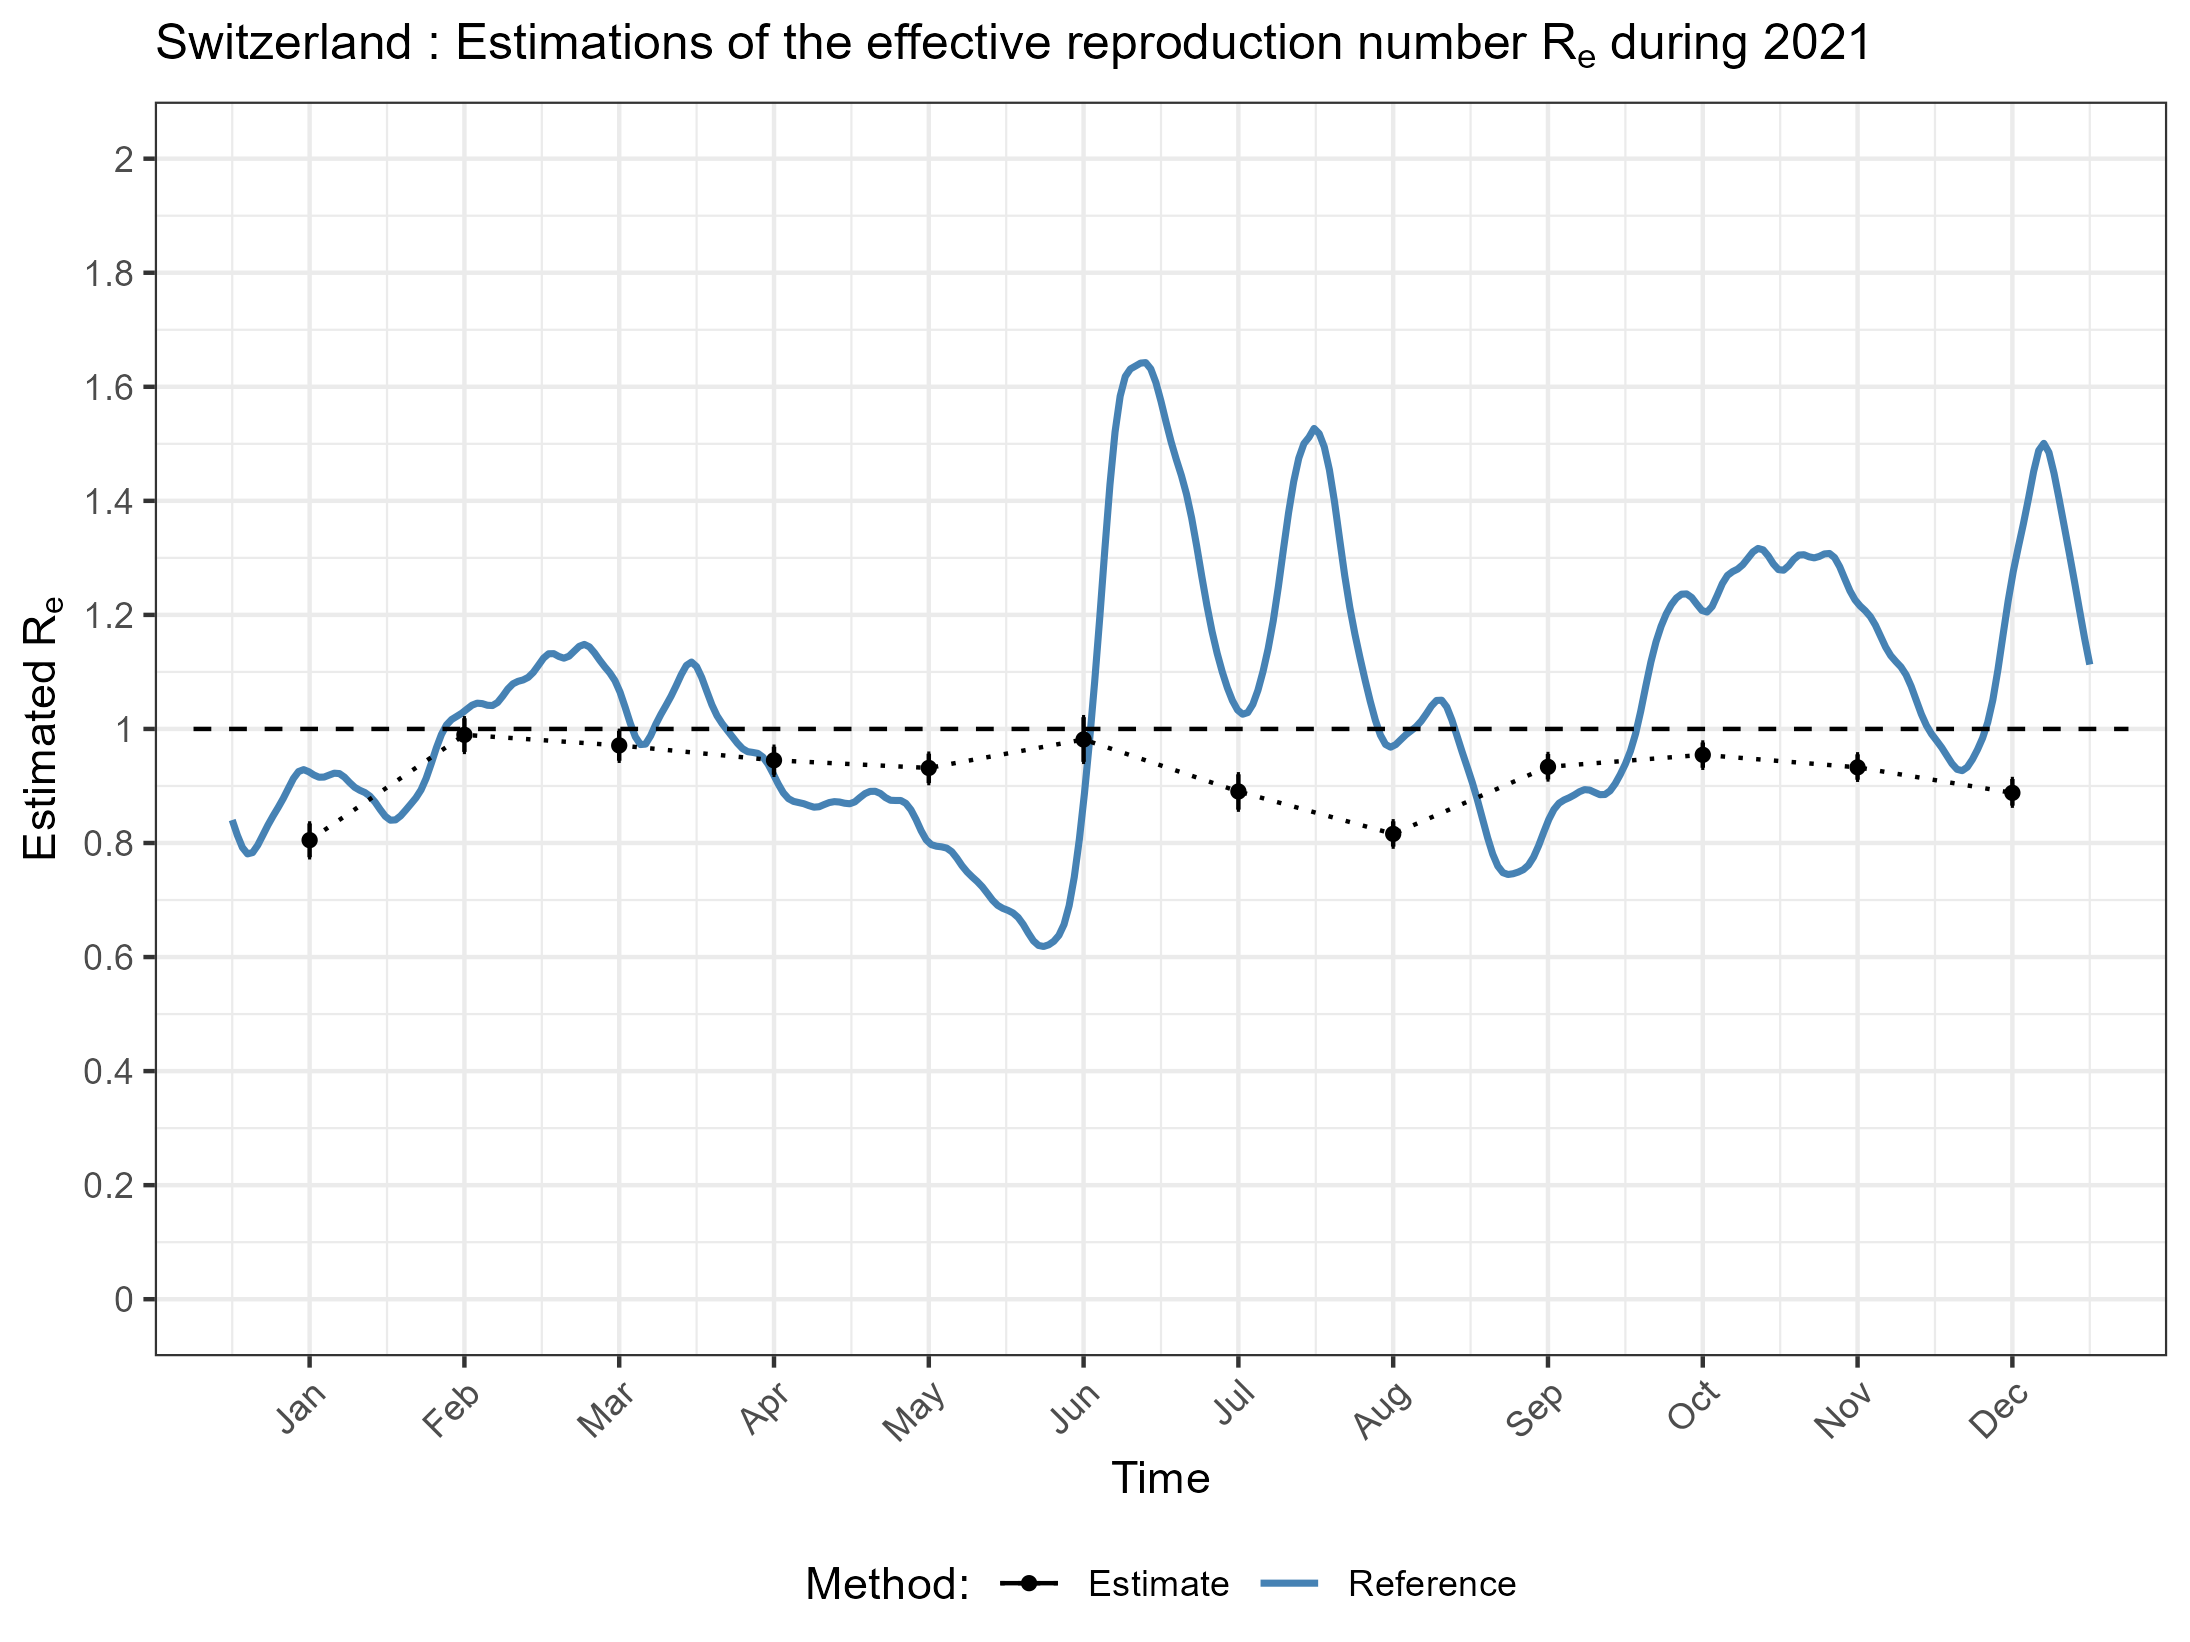 Switzerland : Estimations of the effective reproduction number Re during 2021
Estimated Re
2
1.8
1.6
1.4
1.2
1
0.8
0.6
0.4
0.2
0
Jan Feb Mar Apr May Jun Jul Aug Sep Oct Nov Dec
Time
Method: Estimate Reference